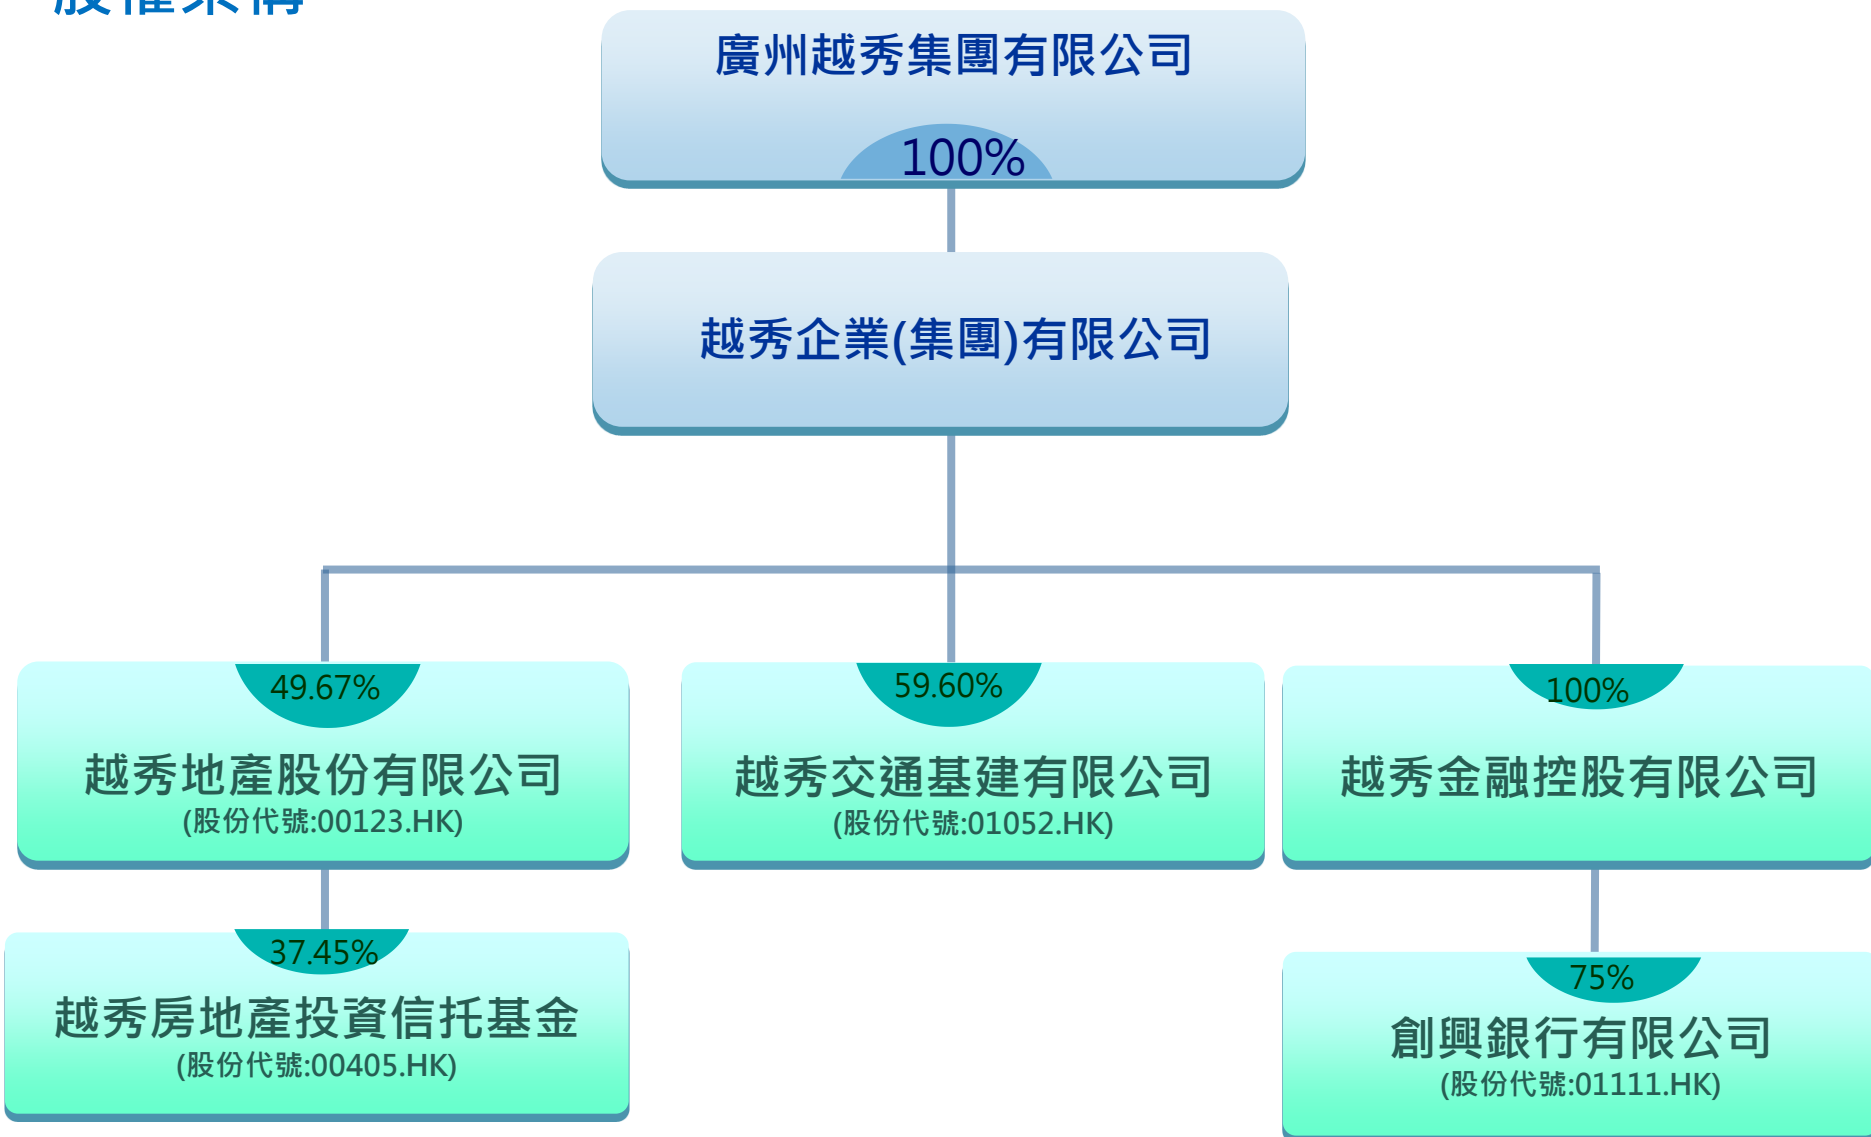 廣州越秀集團有限公司
100%
越秀企業(集團)有限公司
49.67%
越秀地產股份有限公司
(股份代號:00123.HK)
59.60%
越秀交通基建有限公司
(股份代號:01052.HK)
100%
越秀金融控股有限公司
37.45%
越秀房地產投資信托基金
(股份代號:00405.HK)
75%
創興銀行有限公司
(股份代號:01111.HK)